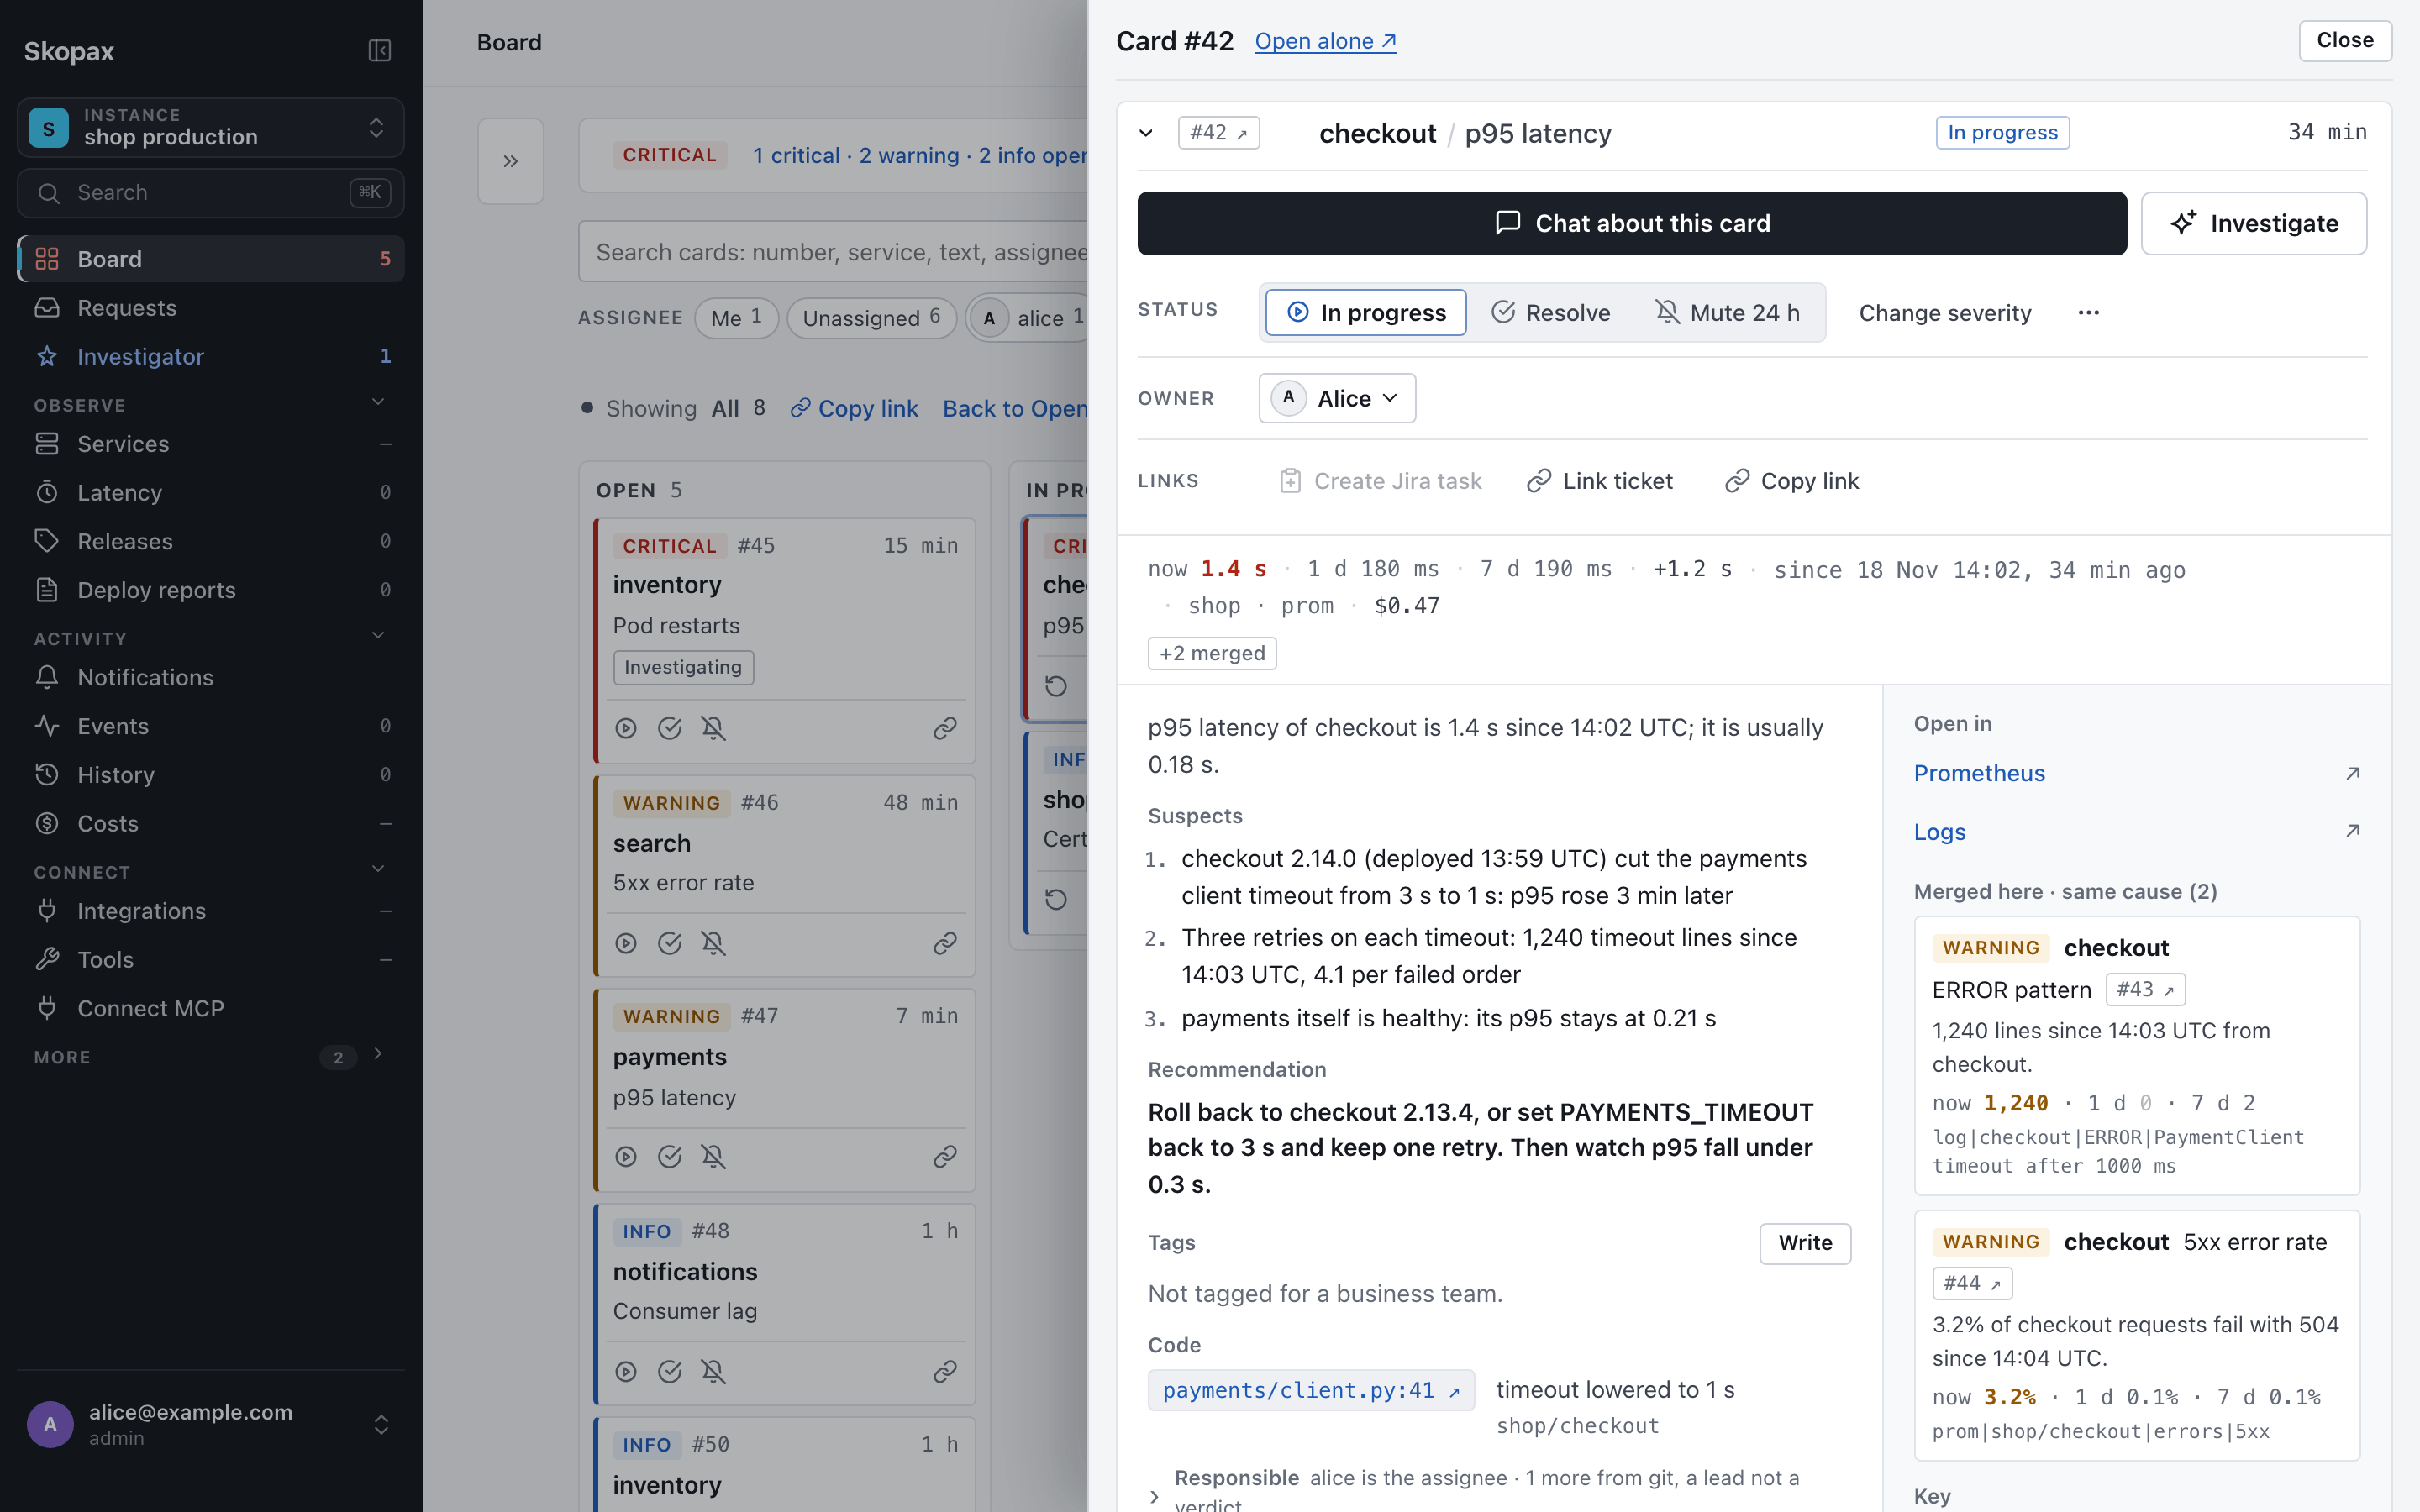 Skopax
S
INSTANCE
shop production
Search
⌘K
Board
5
Requests
Investigator
1
OBSERVE
Services
–
Latency
0
Releases
0
Deploy reports
0
ACTIVITY
Notifications
Events
0
History
0
Costs
–
CONNECT
Integrations
–
Tools
–
Connect MCP
MORE
2
A
alice@example.com
admin
Board
CRITICAL
1 critical · 2 warning · 2 info open
Search cards: number, service, text, assignee
ASSIGNEE
Me 1
Unassigned 6
A alice 1
Showing All 8
Copy link
Back to Open
OPEN 5
CRITICAL #45 15 min
inventory
Pod restarts
Investigating
WARNING #46 48 min
search
5xx error rate
WARNING #47 7 min
payments
p95 latency
INFO #48 1 h
notifications
Consumer lag
INFO #50 1 h
inventory
IN PR
CRI
che
p95
INF
sho
Cert
Card #42
Open alone ↗
Close
#42 ↗
checkout / p95 latency
In progress
34 min
Chat about this card
Investigate
STATUS
In progress
Resolve
Mute 24 h
Change severity
···
OWNER
A Alice
LINKS
Create Jira task
Link ticket
Copy link
now 1.4 s · 1 d 180 ms · 7 d 190 ms · +1.2 s · since 18 Nov 14:02, 34 min ago
· shop · prom · $0.47
+2 merged
p95 latency of checkout is 1.4 s since 14:02 UTC; it is usually
0.18 s.
Suspects
1. checkout 2.14.0 (deployed 13:59 UTC) cut the payments
client timeout from 3 s to 1 s: p95 rose 3 min later
2. Three retries on each timeout: 1,240 timeout lines since
14:03 UTC, 4.1 per failed order
3. payments itself is healthy: its p95 stays at 0.21 s
Recommendation
Roll back to checkout 2.13.4, or set PAYMENTS_TIMEOUT
back to 3 s and keep one retry. Then watch p95 fall under
0.3 s.
Tags
Write
Not tagged for a business team.
Code
payments/client.py:41 ↗
timeout lowered to 1 s
shop/checkout
Responsible alice is the assignee · 1 more from git, a lead not a
verdict
Open in
Prometheus ↗
Logs ↗
Merged here · same cause (2)
WARNING checkout
ERROR pattern #43 ↗
1,240 lines since 14:03 UTC from
checkout.
now 1,240 · 1 d 0 · 7 d 2
log|checkout|ERROR|PaymentClient
timeout after 1000 ms
WARNING checkout 5xx error rate
#44 ↗
3.2% of checkout requests fail with 504
since 14:04 UTC.
now 3.2% · 1 d 0.1% · 7 d 0.1%
prom|shop/checkout|errors|5xx
Key